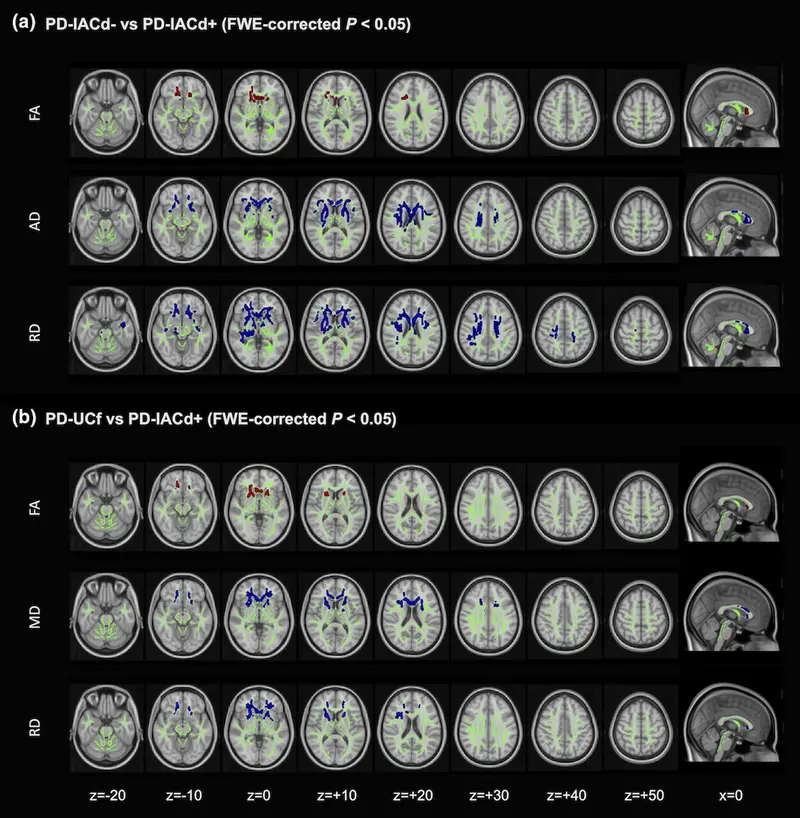 (a) PD-IACd- vs PD-IACd+ (FWE-corrected P < 0.05)
FA
AD
RD
(b) PD-UCf vs PD-IACd+ (FWE-corrected P < 0.05)
FA
MD
RD
z=-20 z=-10 z=0 z=+10 z=+20 z=+30 z=+40 z=+50 x=0